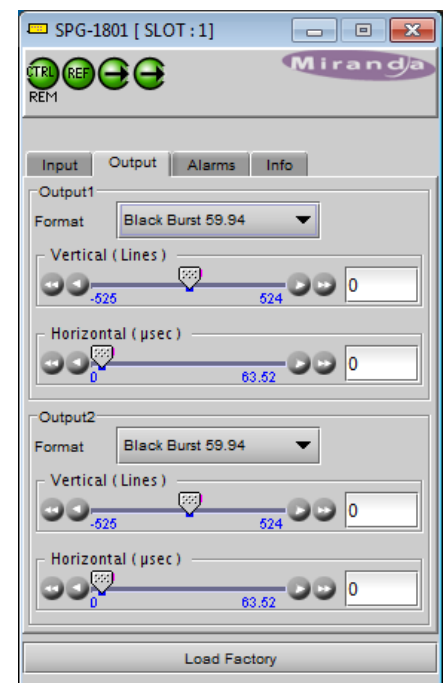 SPG-1801 [ SLOT : 1]
CTRL REF
REM
Miranda
Input Output Alarms Info
Output1
Format Black Burst 59.94
Vertical ( Lines )
-525 524 0
Horizontal ( µsec )
0 63.52 0
Output2
Format Black Burst 59.94
Vertical ( Lines )
-525 524 0
Horizontal ( µsec )
0 63.52 0
Load Factory